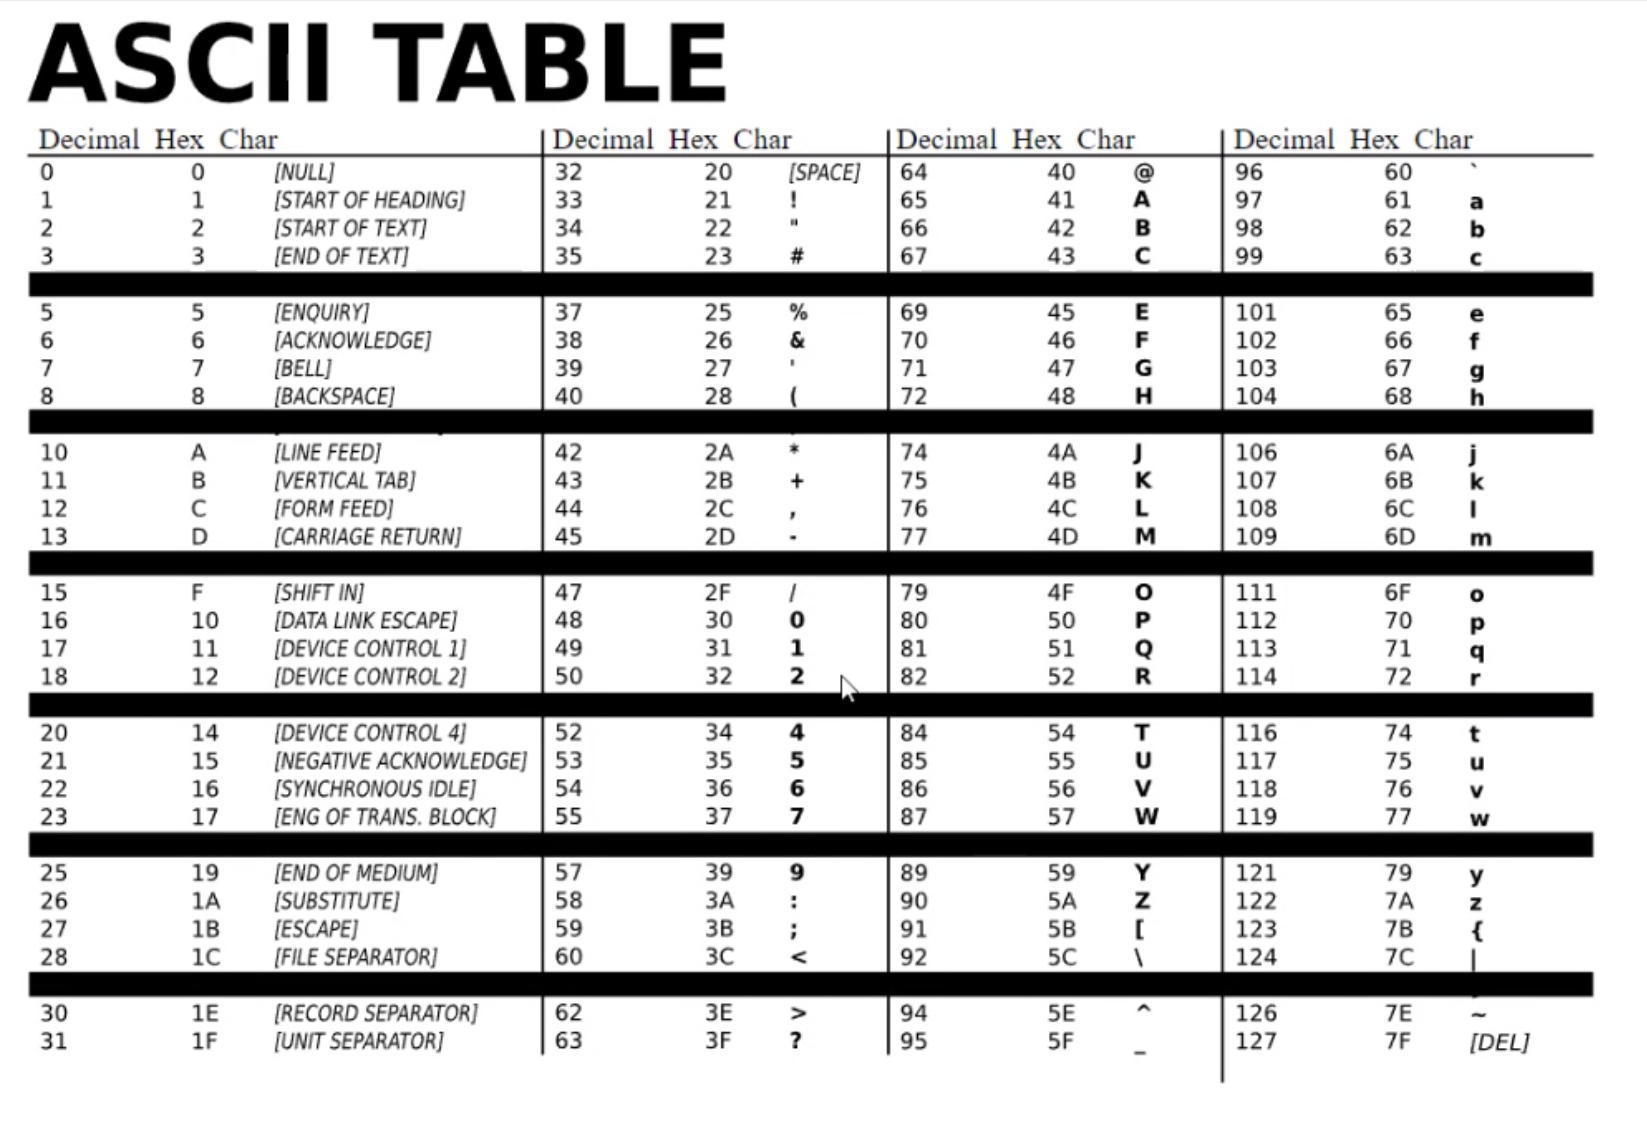 ASCII TABLE
Decimal Hex Char Decimal Hex Char Decimal Hex Char Decimal Hex Char
0 0 [NULL] 32 20 [SPACE] 64 40 @ 96 60 `
1 1 [START OF HEADING] 33 21 ! 65 41 A 97 61 a
2 2 [START OF TEXT] 34 22 " 66 42 B 98 62 b
3 3 [END OF TEXT] 35 23 # 67 43 C 99 63 c
5 5 [ENQUIRY] 37 25 % 69 45 E 101 65 e
6 6 [ACKNOWLEDGE] 38 26 & 70 46 F 102 66 f
7 7 [BELL] 39 27 ' 71 47 G 103 67 g
8 8 [BACKSPACE] 40 28 ( 72 48 H 104 68 h
10 A [LINE FEED] 42 2A * 74 4A J 106 6A j
11 B [VERTICAL TAB] 43 2B + 75 4B K 107 6B k
12 C [FORM FEED] 44 2C , 76 4C L 108 6C l
13 D [CARRIAGE RETURN] 45 2D - 77 4D M 109 6D m
15 F [SHIFT IN] 47 2F / 79 4F O 111 6F o
16 10 [DATA LINK ESCAPE] 48 30 0 80 50 P 112 70 p
17 11 [DEVICE CONTROL 1] 49 31 1 81 51 Q 113 71 q
18 12 [DEVICE CONTROL 2] 50 32 2 82 52 R 114 72 r
20 14 [DEVICE CONTROL 4] 52 34 4 84 54 T 116 74 t
21 15 [NEGATIVE ACKNOWLEDGE] 53 35 5 85 55 U 117 75 u
22 16 [SYNCHRONOUS IDLE] 54 36 6 86 56 V 118 76 v
23 17 [ENG OF TRANS. BLOCK] 55 37 7 87 57 W 119 77 w
25 19 [END OF MEDIUM] 57 39 9 89 59 Y 121 79 y
26 1A [SUBSTITUTE] 58 3A : 90 5A Z 122 7A z
27 1B [ESCAPE] 59 3B ; 91 5B [ 123 7B {
28 1C [FILE SEPARATOR] 60 3C < 92 5C \ 124 7C |
30 1E [RECORD SEPARATOR] 62 3E > 94 5E ^ 126 7E ~
31 1F [UNIT SEPARATOR] 63 3F ? 95 5F _ 127 7F [DEL]